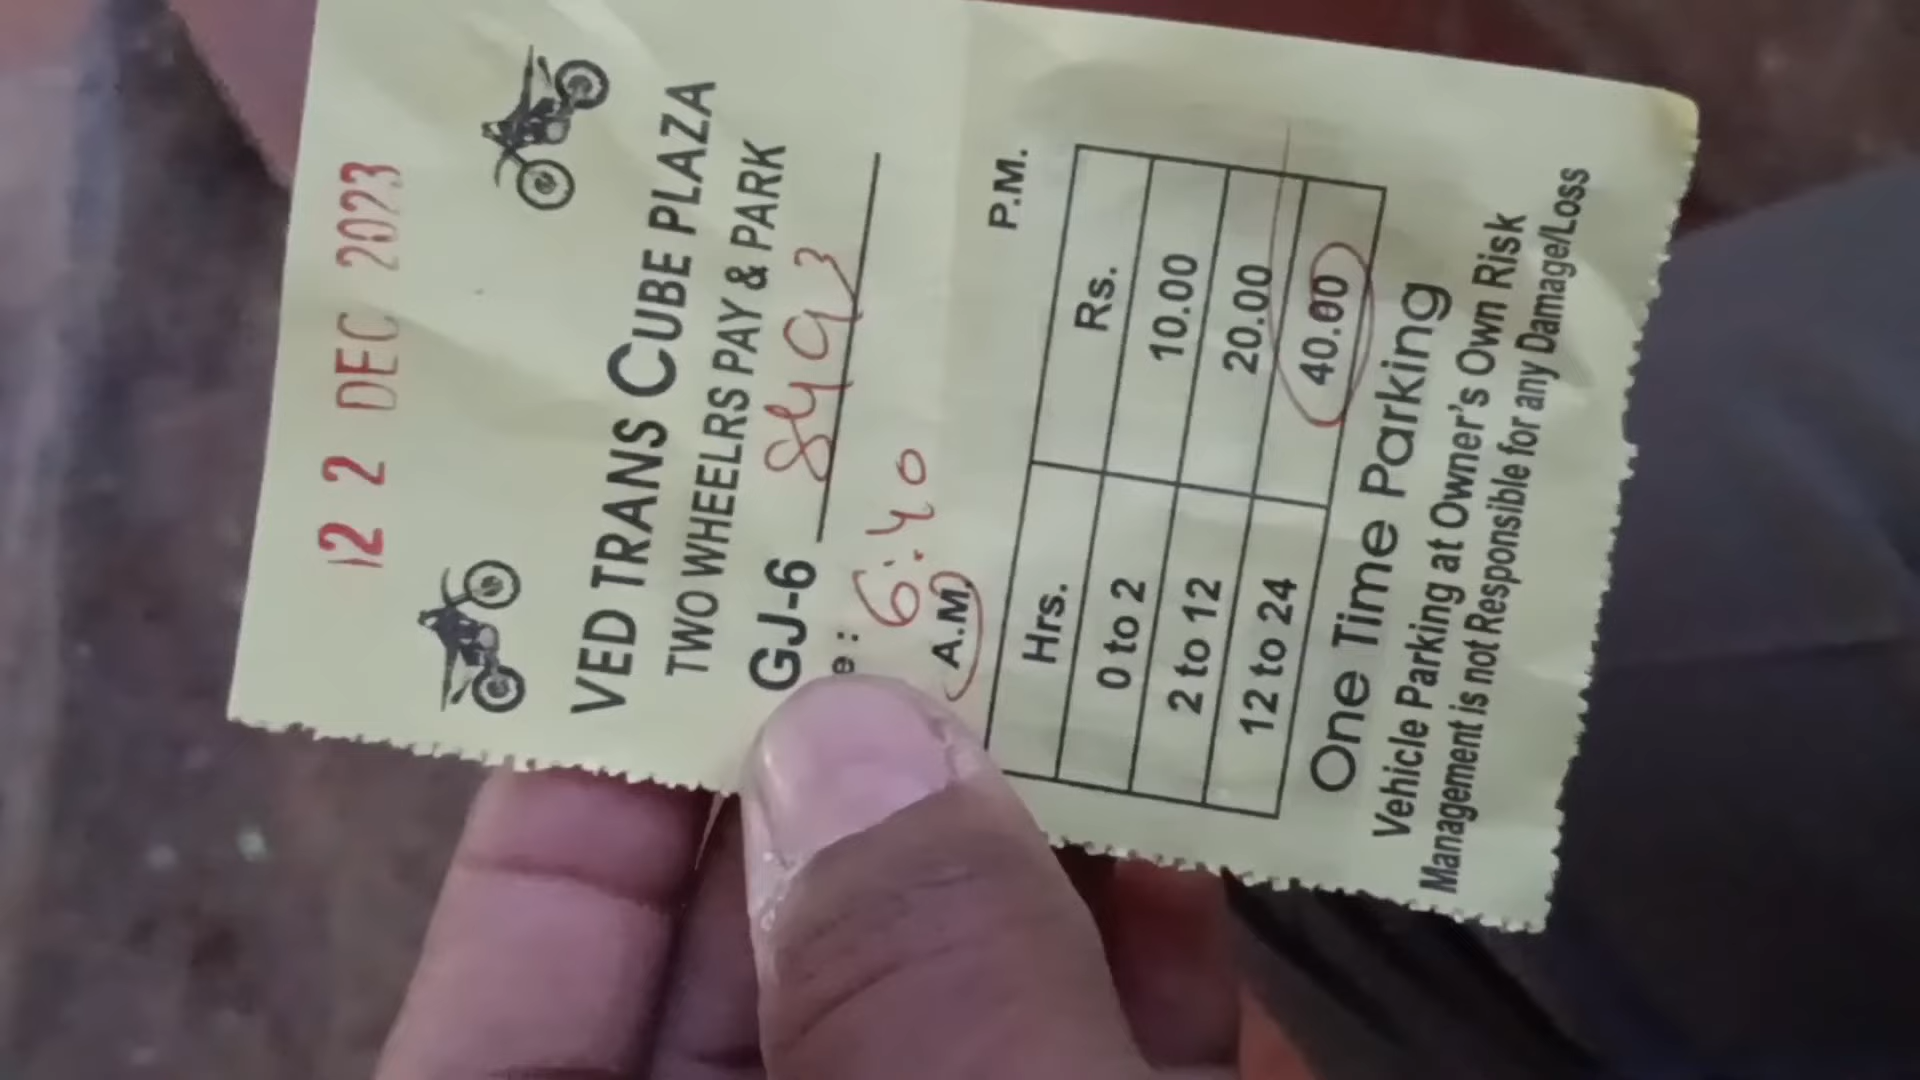 12 2 DEC 2023
VED TRANS CUBE PLAZA
TWO WHEELRS PAY & PARK
GJ-6 8493
e: 6:40
A.M. P.M.
Hrs. Rs.
0 to 2 10.00
2 to 12 20.00
12 to 24 40.00
One Time Parking
Vehicle Parking at Owner's Own Risk
Management is not Responsible for any Damage/Loss